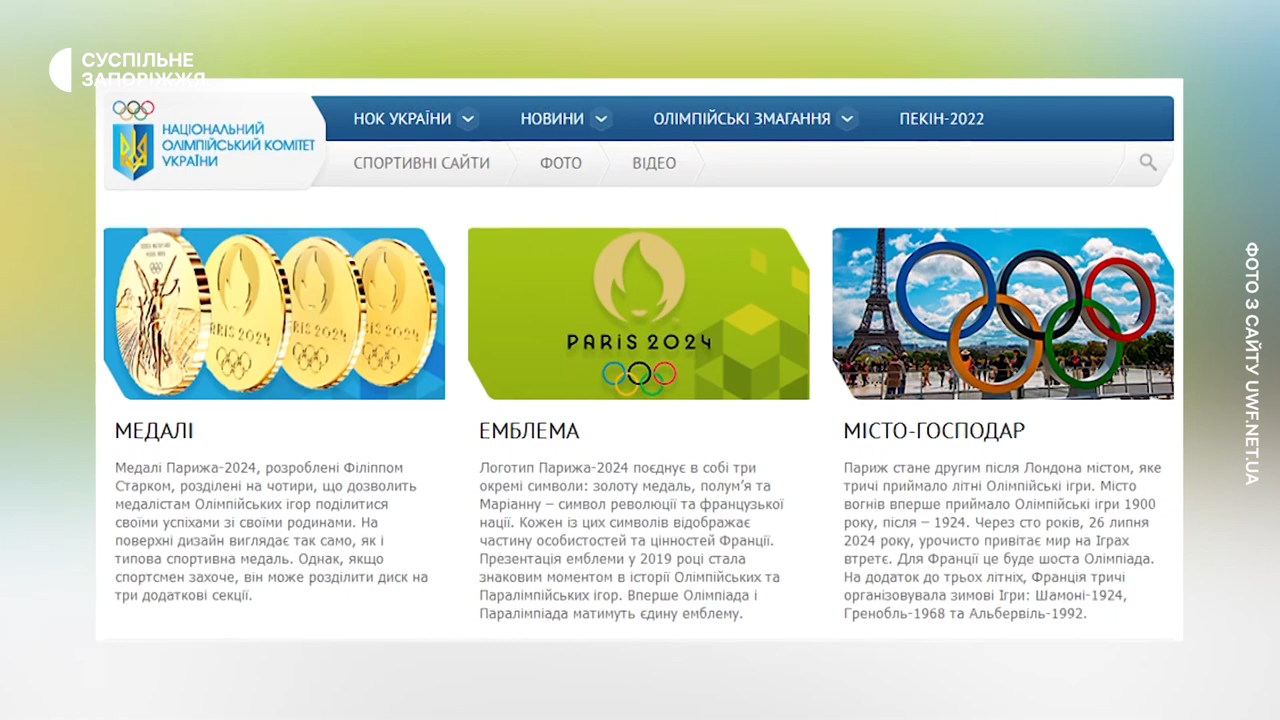 СУСПІЛЬНЕ
ЗАПОРІЖЖЯ
НАЦІОНАЛЬНИЙ
ОЛІМПІЙСЬКИЙ КОМІТЕТ
УКРАЇНИ
НОК УКРАЇНИ
НОВИНИ
ОЛІМПІЙСЬКІ ЗМАГАННЯ
ПЕКІН-2022
СПОРТИВНІ САЙТИ
ФОТО
ВІДЕО
PARIS 2024
МЕДАЛІ
Медалі Парижа-2024, розроблені Філіппом
Старком, розділені на чотири, що дозволить
медалістам Олімпійських ігор поділитися
своїми успіхами зі своїми родинами. На
поверхні дизайн виглядає так само, як і
типова спортивна медаль. Однак, якщо
спортсмен захоче, він може розділити диск на
три додаткові секції.
ЕМБЛЕМА
Логотип Парижа-2024 поєднує в собі три
окремі символи: золоту медаль, полум’я та
Маріанну – символ революції та французької
нації. Кожен із цих символів відображає
частину особистостей та цінностей Франції.
Презентація емблеми у 2019 році стала
знаковим моментом в історії Олімпійських та
Паралімпійських ігор. Вперше Олімпіада і
Паралімпіада матимуть єдину емблему.
МІСТО-ГОСПОДАР
Париж стане другим після Лондона містом, яке
тричі приймало літні Олімпійські ігри. Місто
вогнів вперше приймало Олімпійські ігри 1900
року, після – 1924. Через сто років, 26 липня
2024 року, урочисто привітає мир на Іграх
втретє. Для Франції це буде шоста Олімпіада.
На додаток до трьох літніх, Франція тричі
організовувала зимові Ігри: Шамоні-1924,
Гренобль-1968 та Альбервіль-1992.
ФОТО З САЙТУ UWF.NET.UA